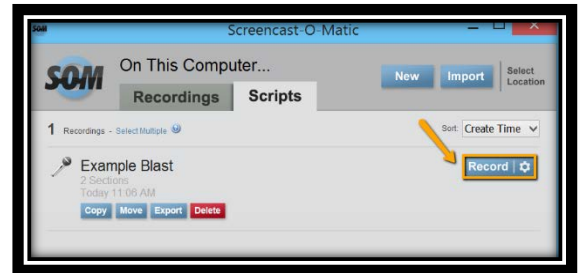 SOM
Screencast-O-Matic
SOM
On This Computer...
New
Import
Select
Location
Recordings
Scripts
1 Recordings - Select Multiple
Sort: Create Time
Example Blast
Record
2 Sections
Today 11:06 AM
Copy Move Export Delete